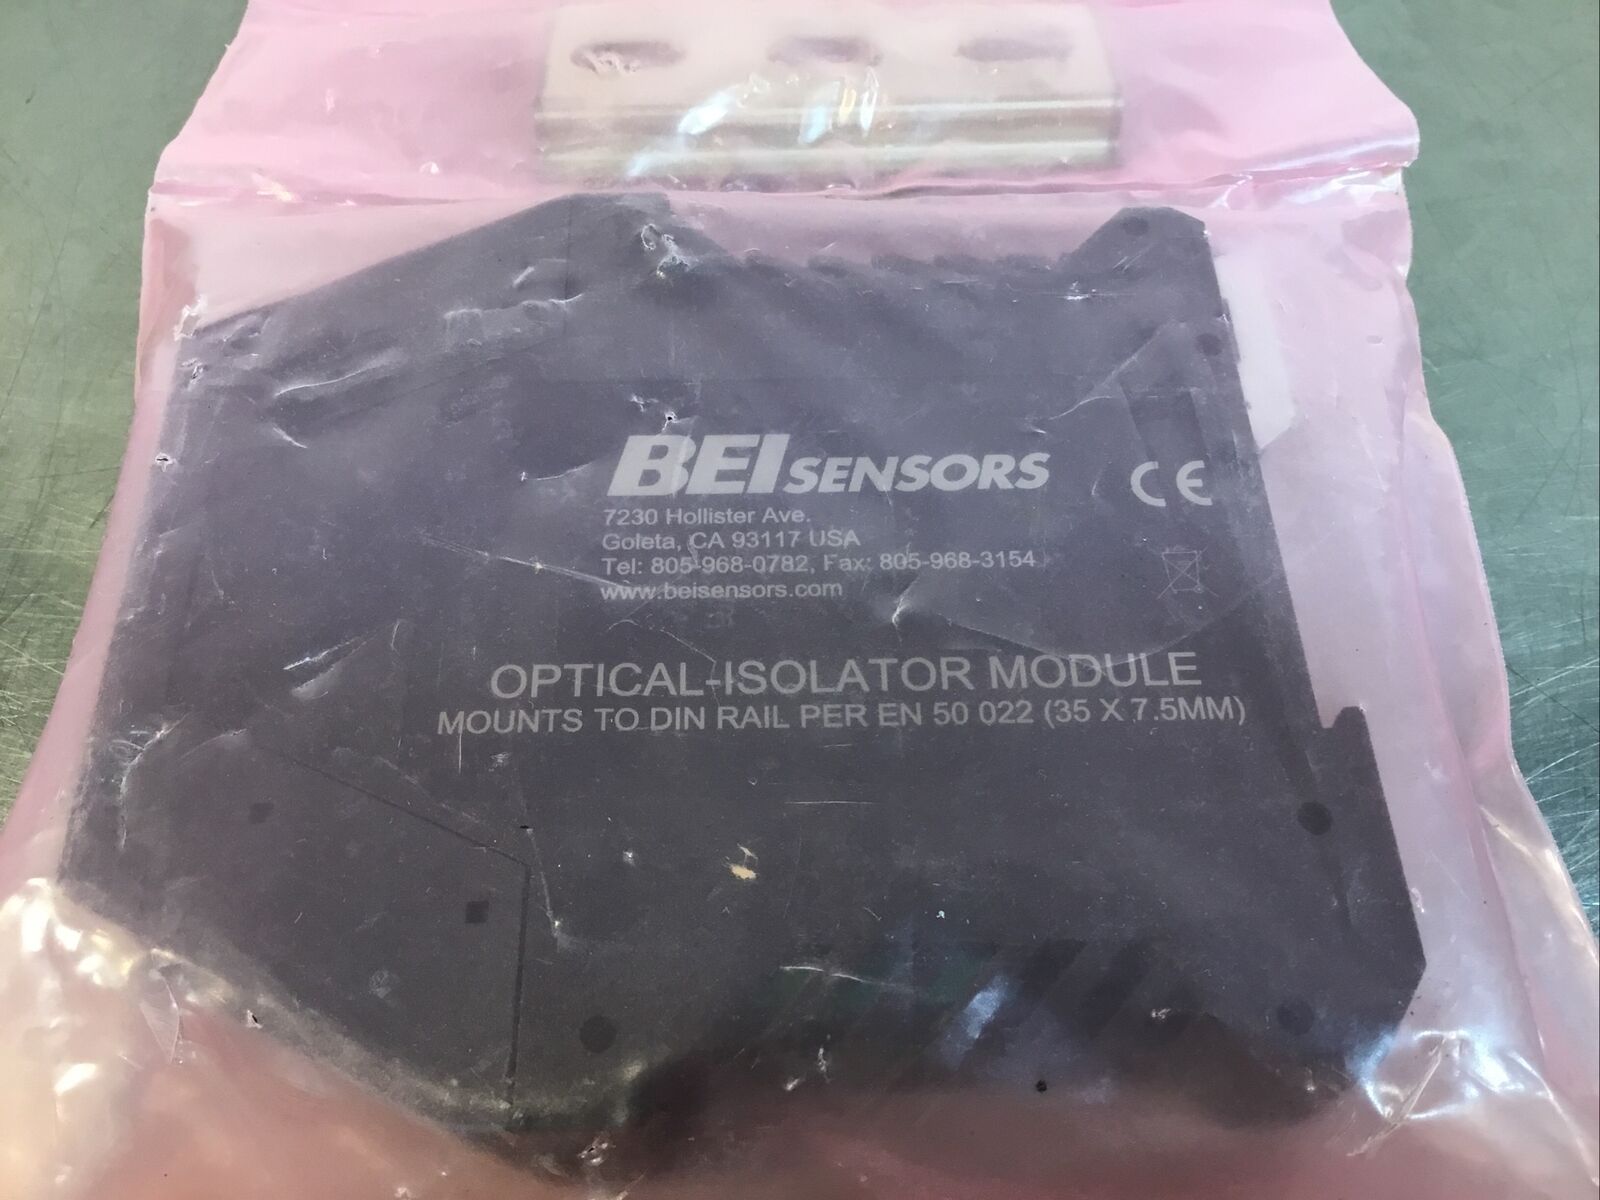 BEI SENSORS
CE
7230 Hollister Ave.
Goleta, CA 93117 USA
Tel: 805-968-0782, Fax: 805-968-3154
www.beisensors.com
OPTICAL-ISOLATOR MODULE
MOUNTS TO DIN RAIL PER EN 50 022 (35 X 7.5MM)